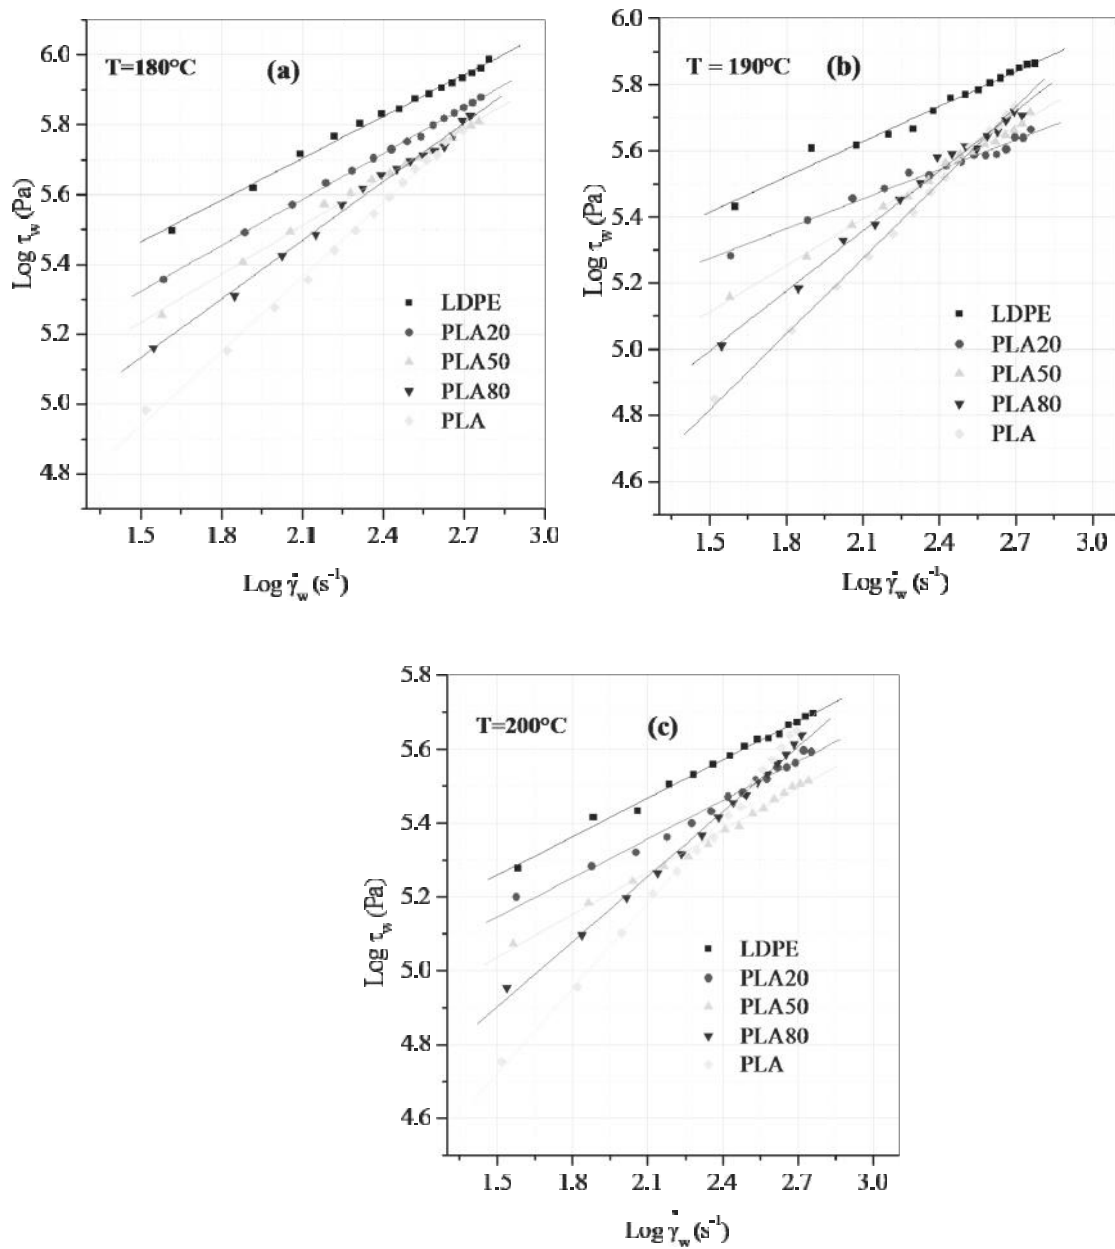 T=180°C (a)
6.0
5.8
5.6
5.4
5.2
5.0
4.8
Log τw (Pa)
LDPE
PLA20
PLA50
PLA80
PLA
1.5 1.8 2.1 2.4 2.7 3.0
Log γ̇w (s⁻¹)
T = 190°C (b)
6.0
5.8
5.6
5.4
5.2
5.0
4.8
4.6
Log τw (Pa)
LDPE
PLA20
PLA50
PLA80
PLA
1.5 1.8 2.1 2.4 2.7 3.0
Log γ̇w (s⁻¹)
T=200°C (c)
5.8
5.6
5.4
5.2
5.0
4.8
4.6
Log τw (Pa)
LDPE
PLA20
PLA50
PLA80
PLA
1.5 1.8 2.1 2.4 2.7 3.0
Log γ̇w (s⁻¹)